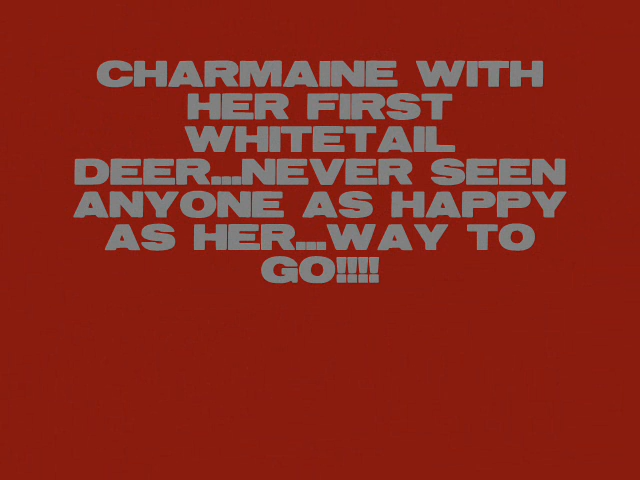 CHARMAINE WITH
HER FIRST
WHITETAIL
DEER...NEVER SEEN
ANYONE AS HAPPY
AS HER...WAY TO
GO!!!!